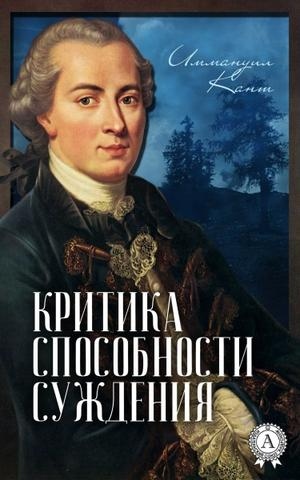 Иммануил
Кант
КРИТИКА
СПОСОБНОСТИ
СУЖДЕНИЯ
А